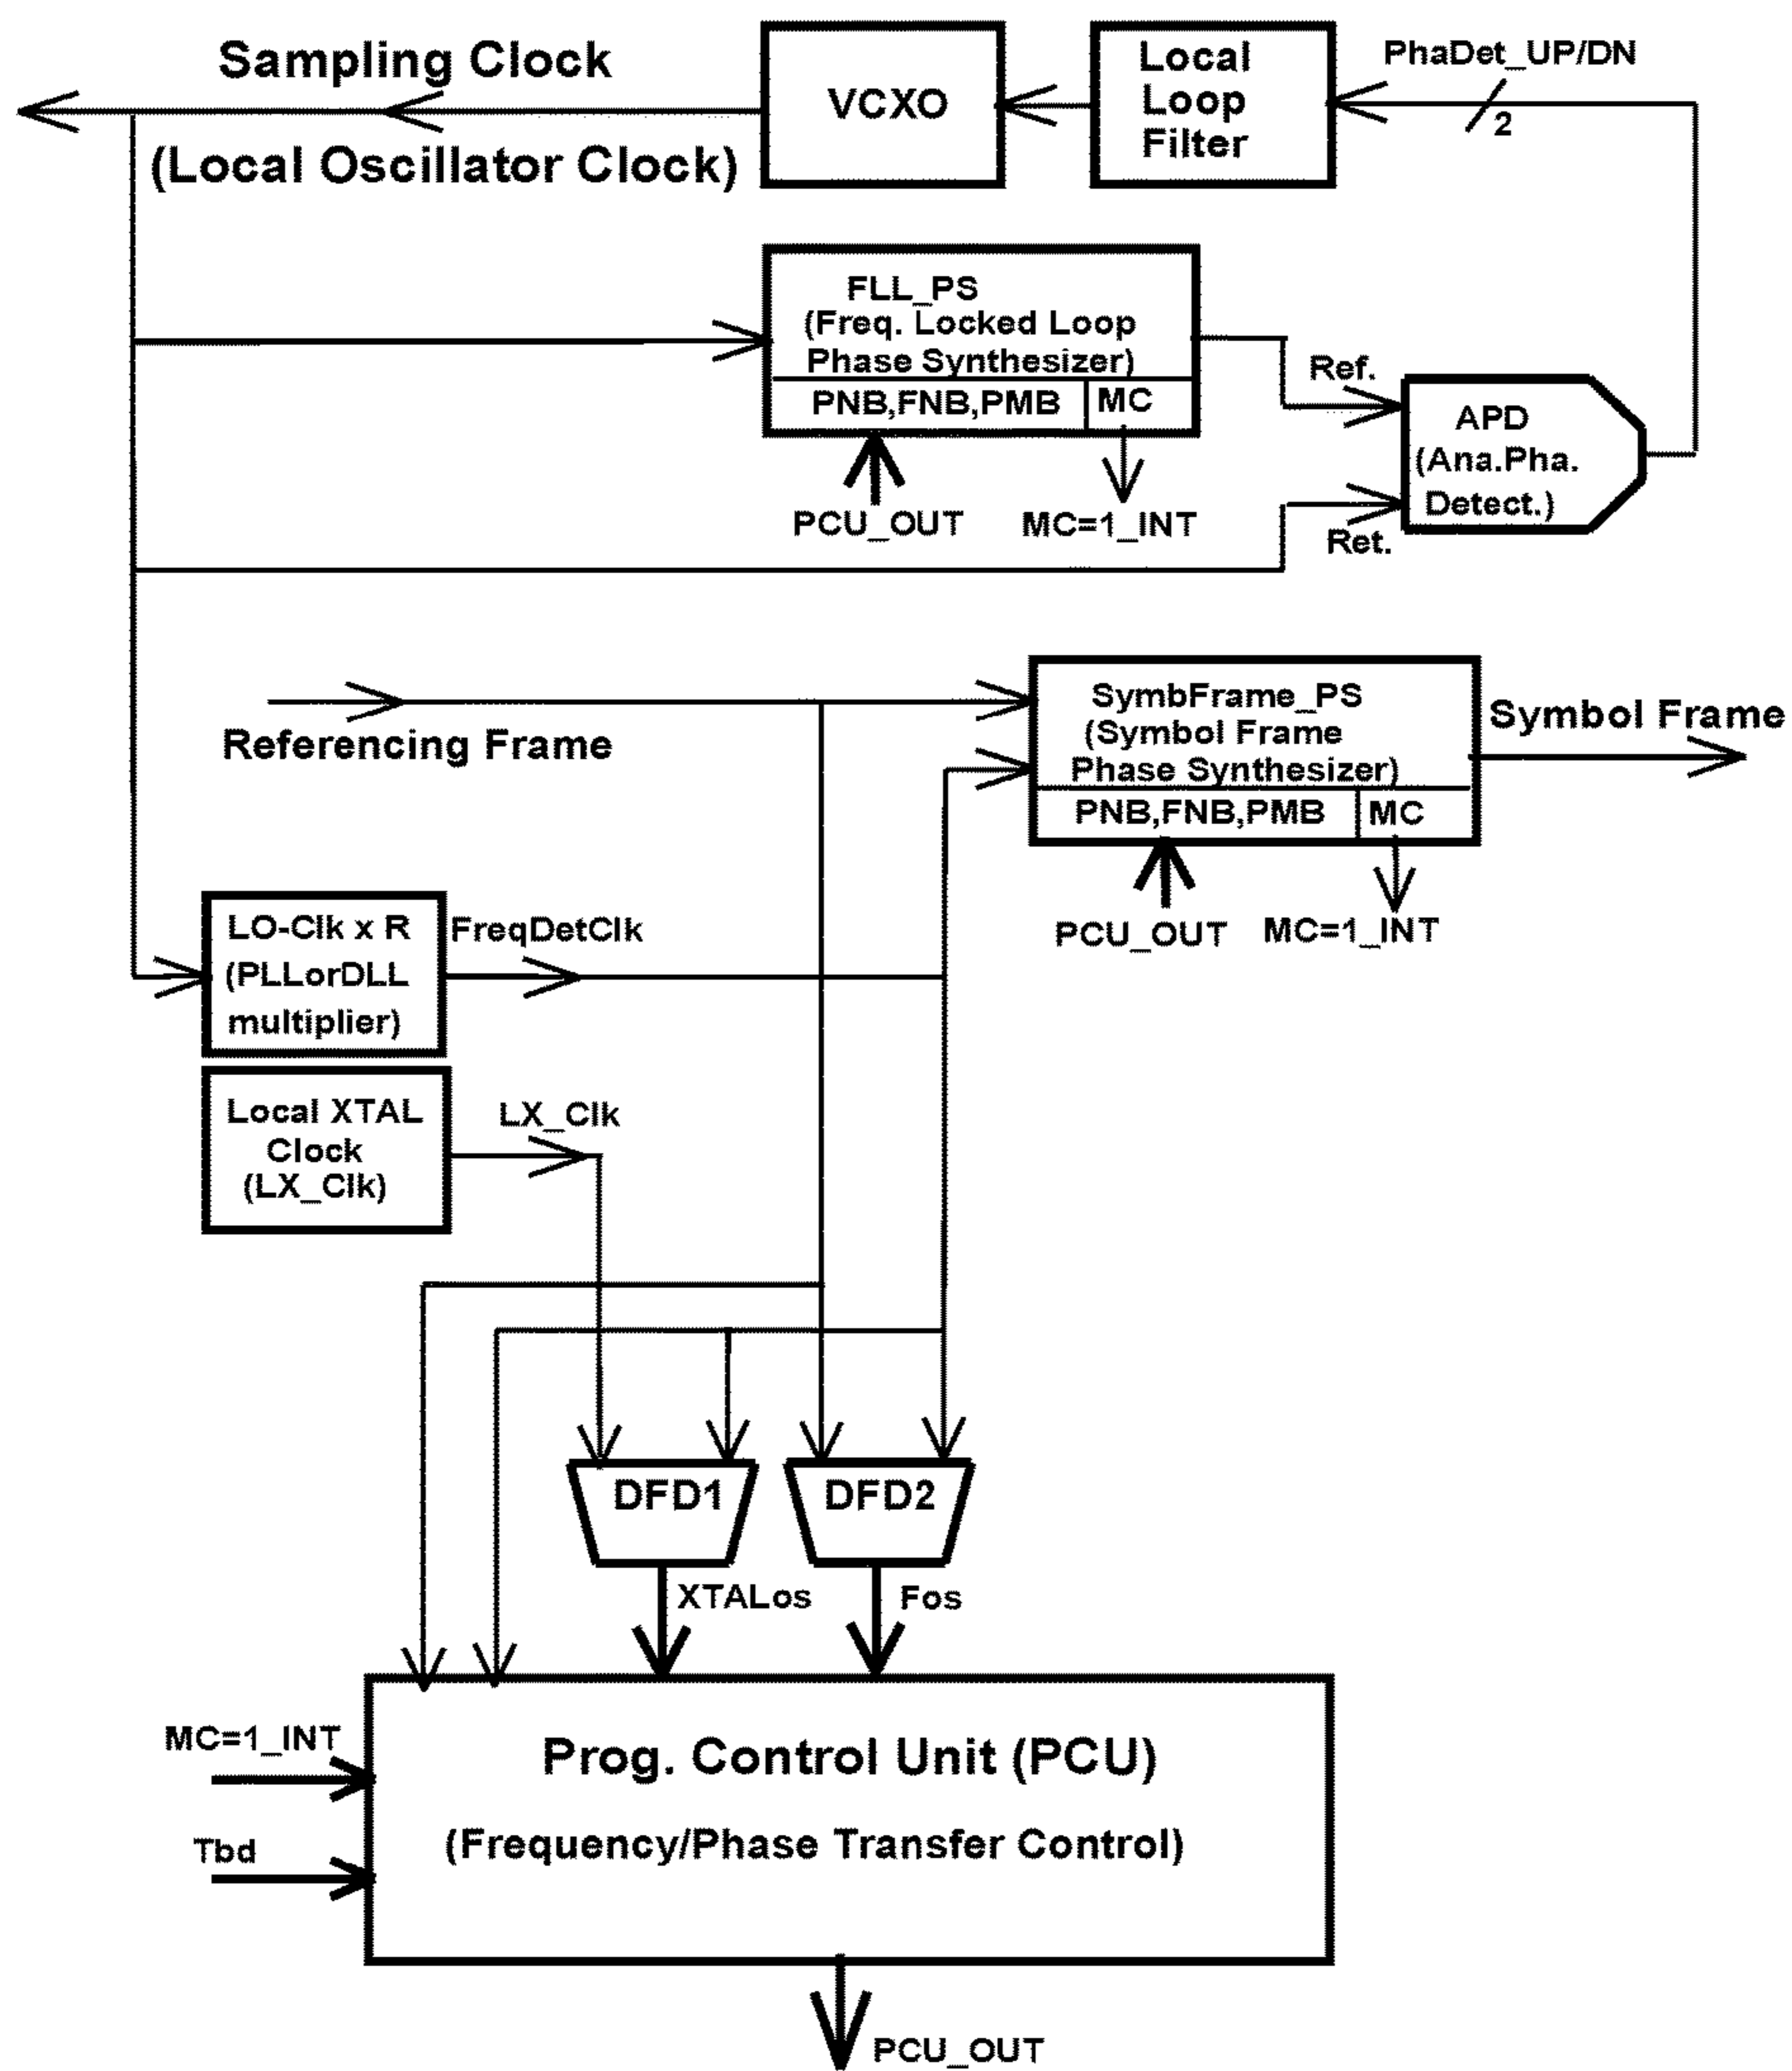 Sampling Clock
(Local Oscillator Clock)
VCXO
Local
Loop
Filter
PhaDet_UP/DN
2
FLL_PS
(Freq. Locked Loop
Phase Synthesizer)
PNB,FNB,PMB
MC
PCU_OUT
MC=1_INT
Ref.
Ret.
APD
(Ana.Pha.
Detect.)
Referencing Frame
SymbFrame_PS
(Symbol Frame
Phase Synthesizer)
PNB,FNB,PMB
MC
Symbol Frame
PCU_OUT
MC=1_INT
LO-Clk x R
(PLLorDLL
multiplier)
FreqDetClk
Local XTAL
Clock
(LX_Clk)
LX_Clk
DFD1
DFD2
XTALos
Fos
MC=1_INT
Tbd
Prog. Control Unit (PCU)
(Frequency/Phase Transfer Control)
PCU_OUT